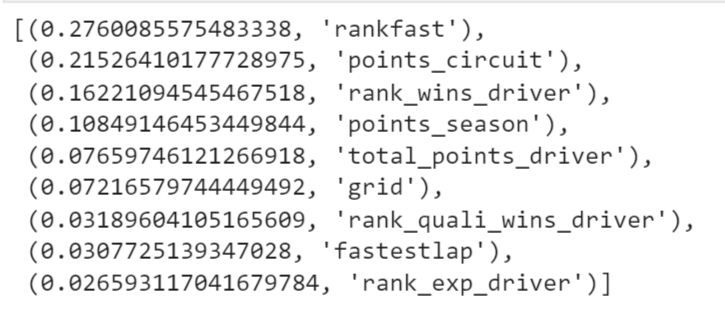 [(0.2760085575483338, 'rankfast'),
(0.21526410177728975, 'points_circuit'),
(0.16221094545467518, 'rank_wins_driver'),
(0.10849146453449844, 'points_season'),
(0.07659746121266918, 'total_points_driver'),
(0.07216579744449492, 'grid'),
(0.03189604105165609, 'rank_quali_wins_driver'),
(0.0307725139347028, 'fastestlap'),
(0.026593117041679784, 'rank_exp_driver')]